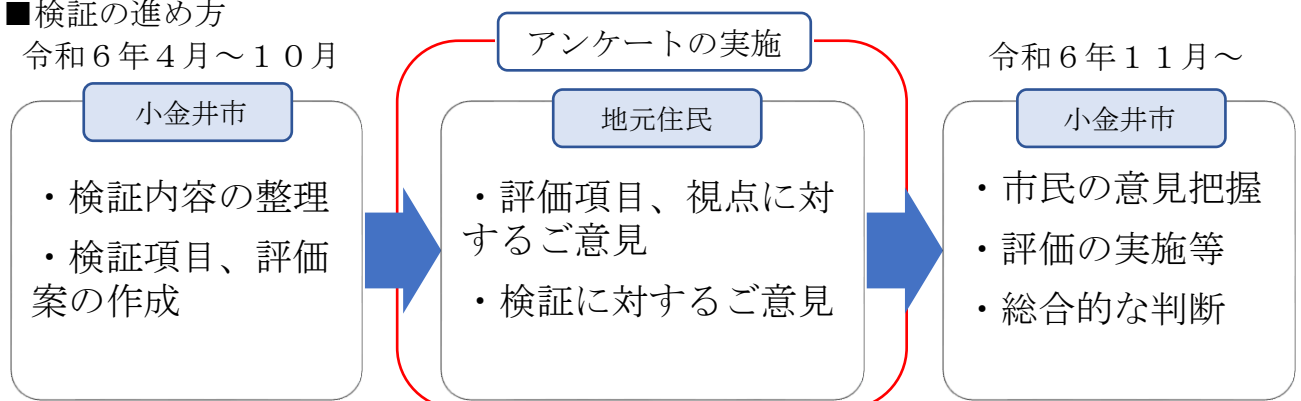 ■検証の進め方
令和６年４月～１０月
小金井市
・検証内容の整理
・検証項目、評価
案の作成
アンケートの実施
地元住民
・評価項目、視点に対
するご意見
・検証に対するご意見
令和６年１１月～
小金井市
・市民の意見把握
・評価の実施等
・総合的な判断